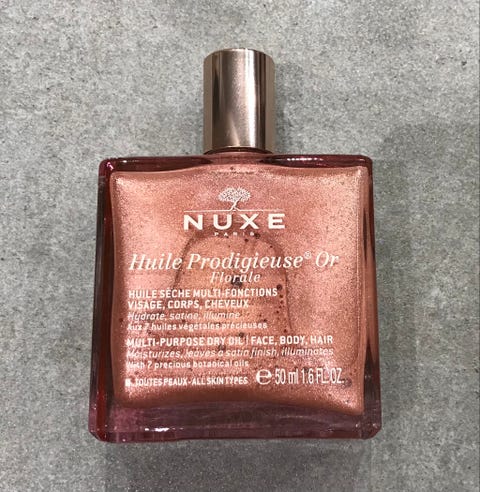 NUXE
PARIS
Huile Prodigieuse® Or
Florale
HUILE SÈCHE MULTI-FONCTIONS
VISAGE, CORPS, CHEVEUX
Hydrate, satine, illumine
Aux 7 huiles végétales précieuses
MULTI-PURPOSE DRY OIL | FACE, BODY, HAIR
Moisturizes, leaves a satin finish, illuminates
With 7 precious botanical oils
TOUTES PEAUX - ALL SKIN TYPES ℮ 50 ml 1.6 FL.OZ.